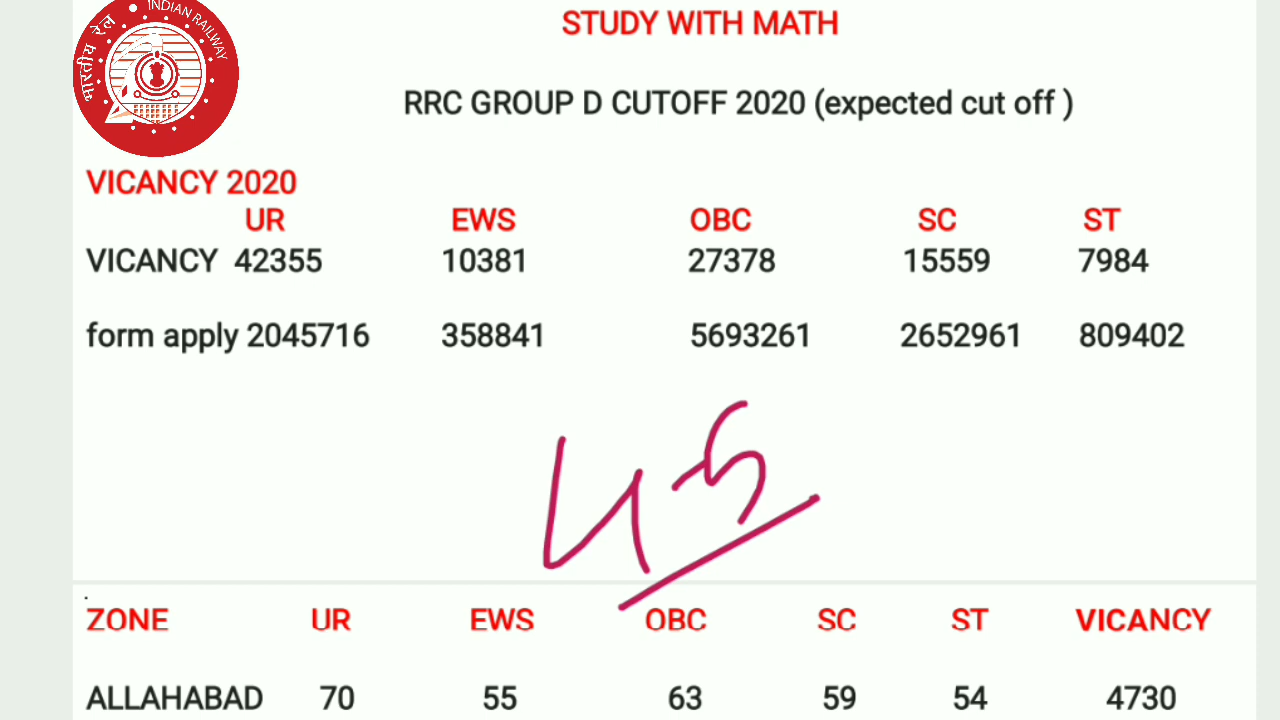 भारतीय रेल INDIAN RAILWAY
STUDY WITH MATH
RRC GROUP D CUTOFF 2020 (expected cut off )
VICANCY 2020
UR EWS OBC SC ST
VICANCY 42355 10381 27378 15559 7984
form apply 2045716 358841 5693261 2652961 809402
45
ZONE UR EWS OBC SC ST VICANCY
ALLAHABAD 70 55 63 59 54 4730